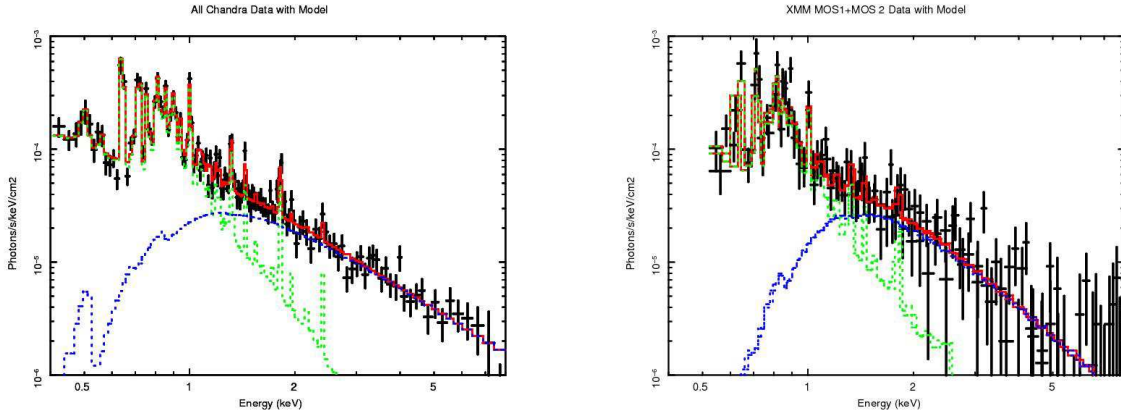 All Chandra Data with Model
10⁻³
10⁻⁴
10⁻⁵
10⁻⁶
Photons/s/keV/cm2
0.5 1 2 5
Energy (keV)
XMM MOS1+MOS 2 Data with Model
10⁻³
10⁻⁴
10⁻⁵
10⁻⁶
Photons/s/keV/cm2
0.5 1 2 5
Energy (keV)